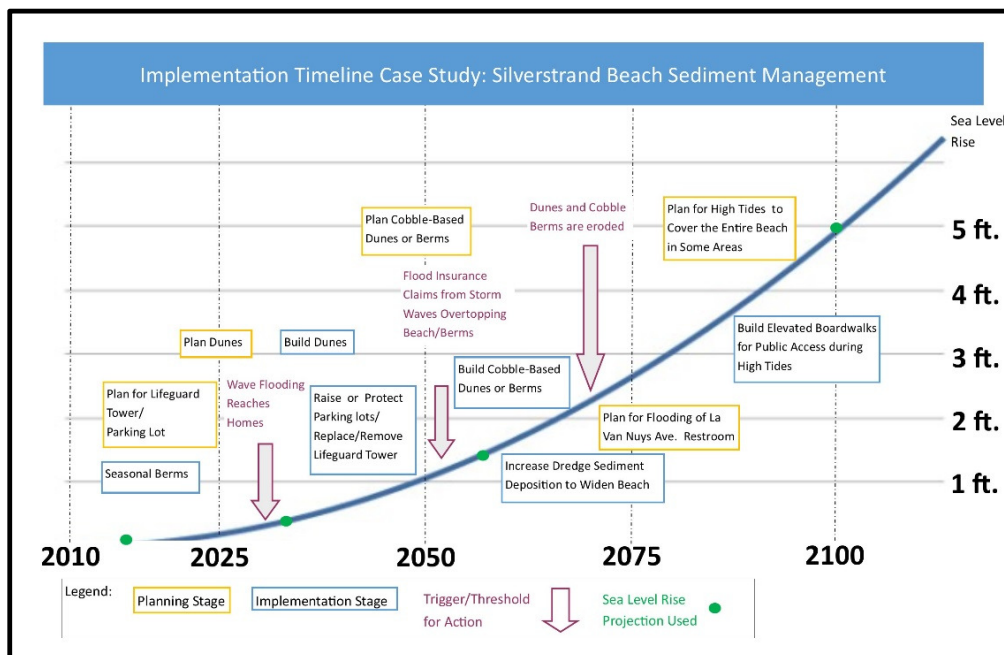 Implementation Timeline Case Study: Silverstrand Beach Sediment Management
Sea Level
Rise
Plan Cobble-Based
Dunes or Berms
Dunes and Cobble
Berms are eroded
Plan for High Tides to
Cover the Entire Beach
in Some Areas
5 ft.
Flood Insurance
Claims from Storm
Waves Overtopping
Beach/Berms
4 ft.
Plan Dunes
Build Dunes
Build Elevated Boardwalks
for Public Access during
High Tides
3 ft.
Plan for Lifeguard
Tower/
Parking Lot
Wave Flooding
Reaches
Homes
Raise or Protect
Parking lots/
Replace/Remove
Lifeguard Tower
Build Cobble-Based
Dunes or Berms
Plan for Flooding of La
Van Nuys Ave. Restroom
2 ft.
Seasonal Berms
Increase Dredge Sediment
Deposition to Widen Beach
1 ft.
2010
2025
2050
2075
2100
Legend:
Planning Stage
Implementation Stage
Trigger/Threshold
for Action
Sea Level Rise
Projection Used